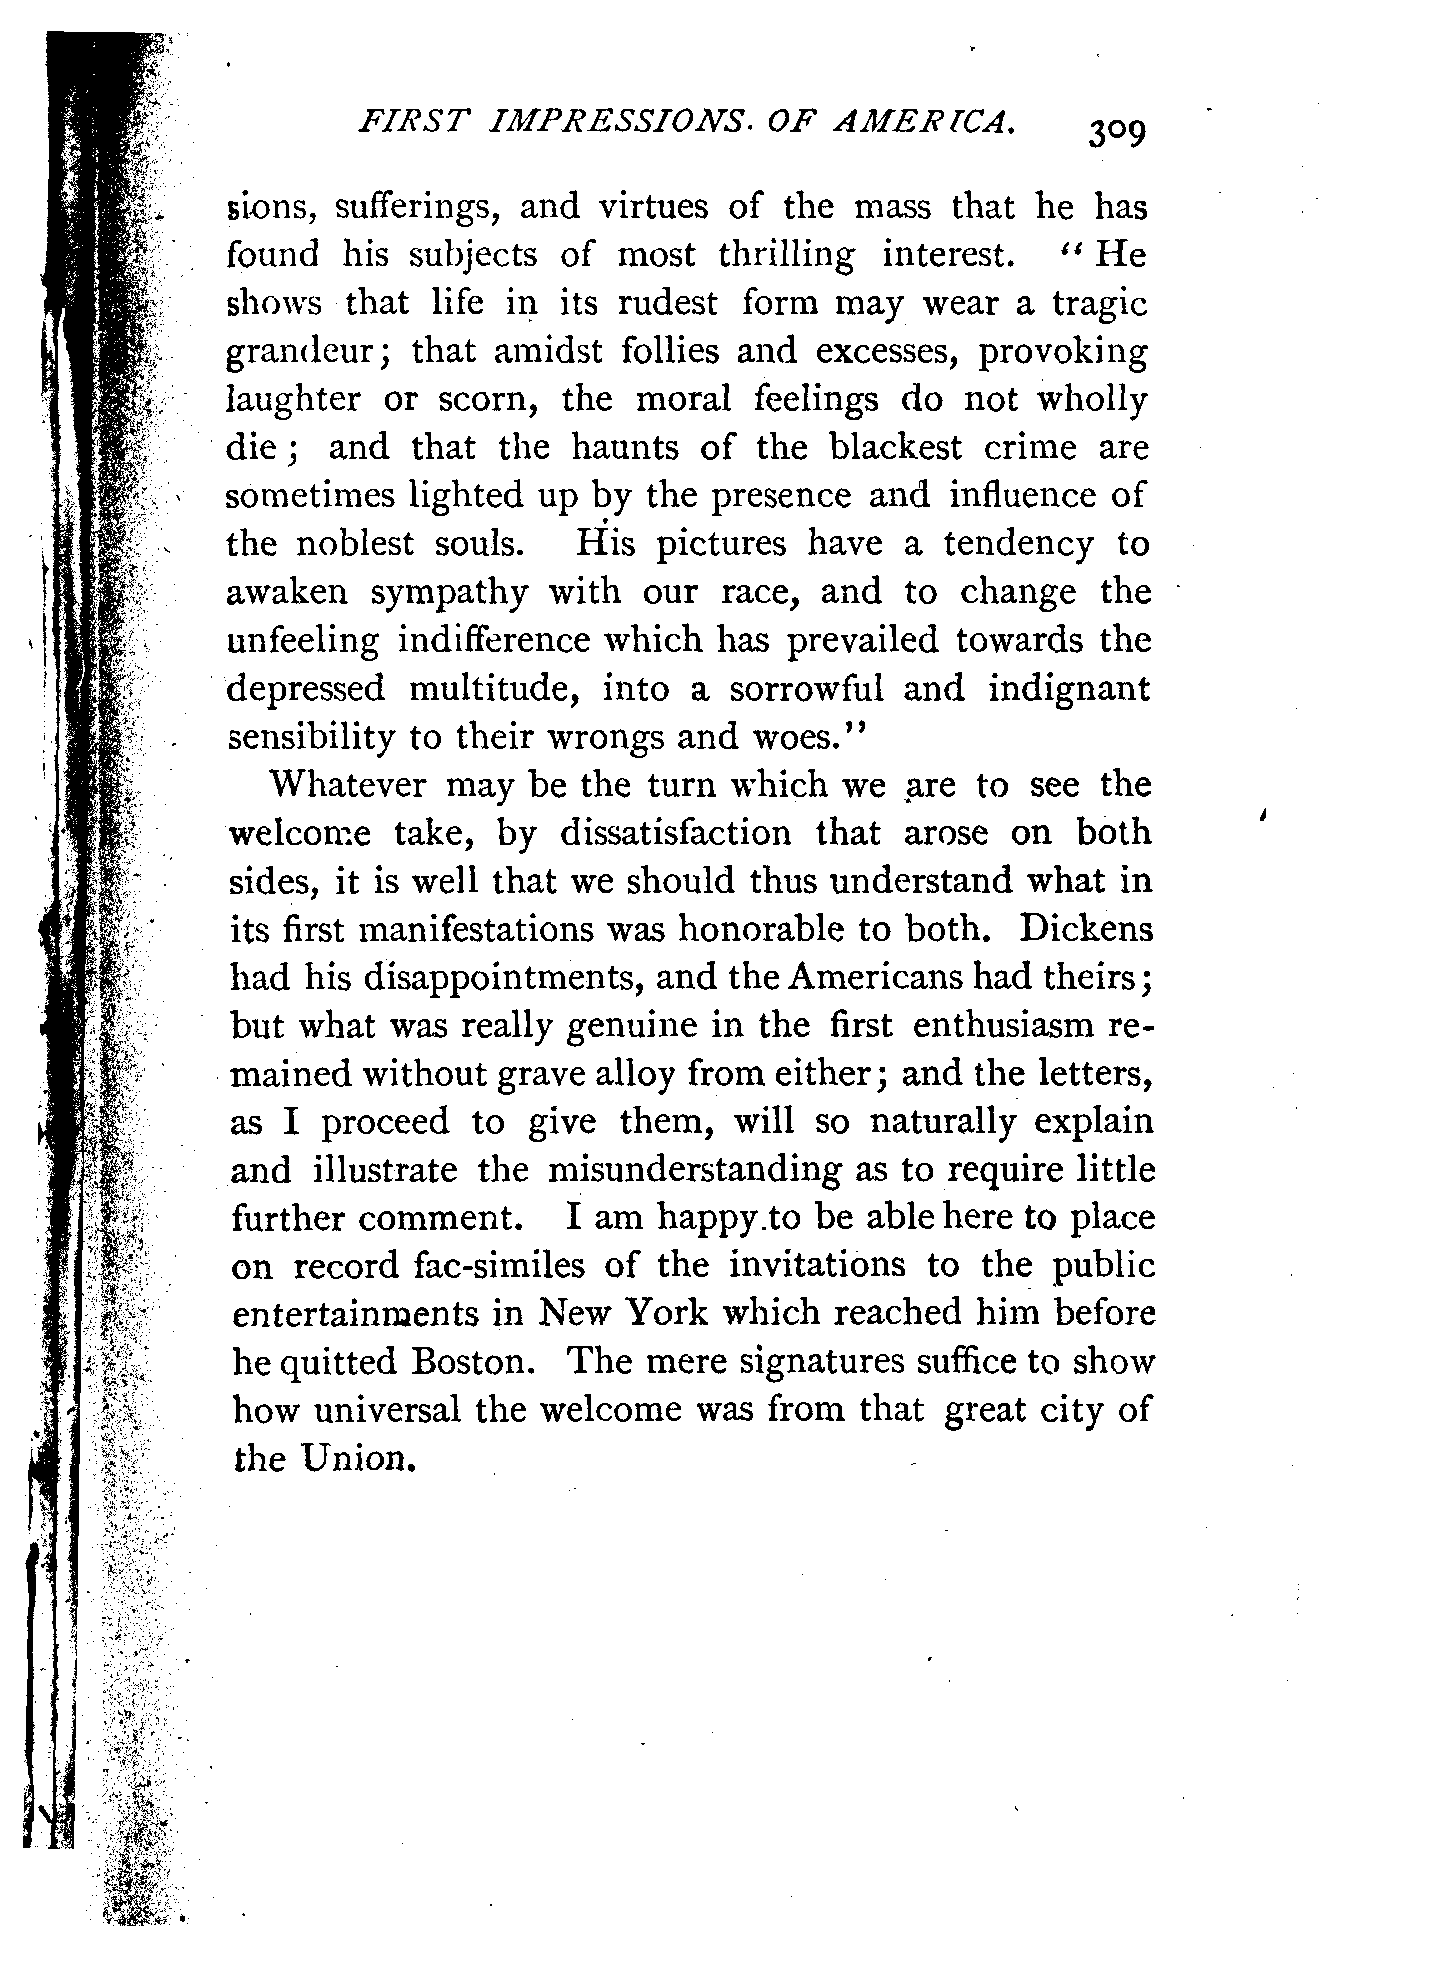 FIRST IMPRESSIONS. OF AMERICA. 309
sions, sufferings, and virtues of the mass that he has
found his subjects of most thrilling interest. “ He
shows that life in its rudest form may wear a tragic
grandeur; that amidst follies and excesses, provoking
laughter or scorn, the moral feelings do not wholly
die ; and that the haunts of the blackest crime are
sometimes lighted up by the presence and influence of
the noblest souls. His pictures have a tendency to
awaken sympathy with our race, and to change the
unfeeling indifference which has prevailed towards the
depressed multitude, into a sorrowful and indignant
sensibility to their wrongs and woes.”
Whatever may be the turn which we are to see the
welcome take, by dissatisfaction that arose on both
sides, it is well that we should thus understand what in
its first manifestations was honorable to both. Dickens
had his disappointments, and the Americans had theirs;
but what was really genuine in the first enthusiasm re-
mained without grave alloy from either; and the letters,
as I proceed to give them, will so naturally explain
and illustrate the misunderstanding as to require little
further comment. I am happy to be able here to place
on record fac-similes of the invitations to the public
entertainments in New York which reached him before
he quitted Boston. The mere signatures suffice to show
how universal the welcome was from that great city of
the Union.